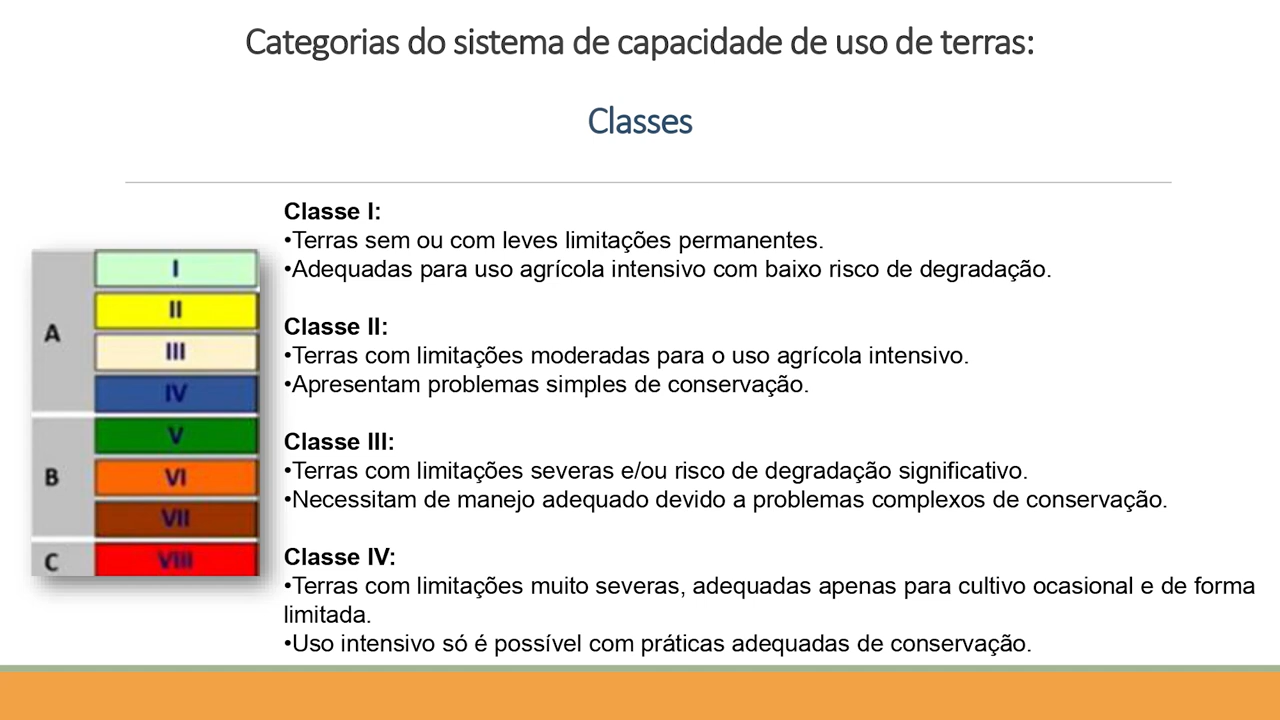 Categorias do sistema de capacidade de uso de terras:
Classes
A
I
II
III
IV
B
V
VI
VII
C
VIII
Classe I:
•Terras sem ou com leves limitações permanentes.
•Adequadas para uso agrícola intensivo com baixo risco de degradação.
Classe II:
•Terras com limitações moderadas para o uso agrícola intensivo.
•Apresentam problemas simples de conservação.
Classe III:
•Terras com limitações severas e/ou risco de degradação significativo.
•Necessitam de manejo adequado devido a problemas complexos de conservação.
Classe IV:
•Terras com limitações muito severas, adequadas apenas para cultivo ocasional e de forma
limitada.
•Uso intensivo só é possível com práticas adequadas de conservação.